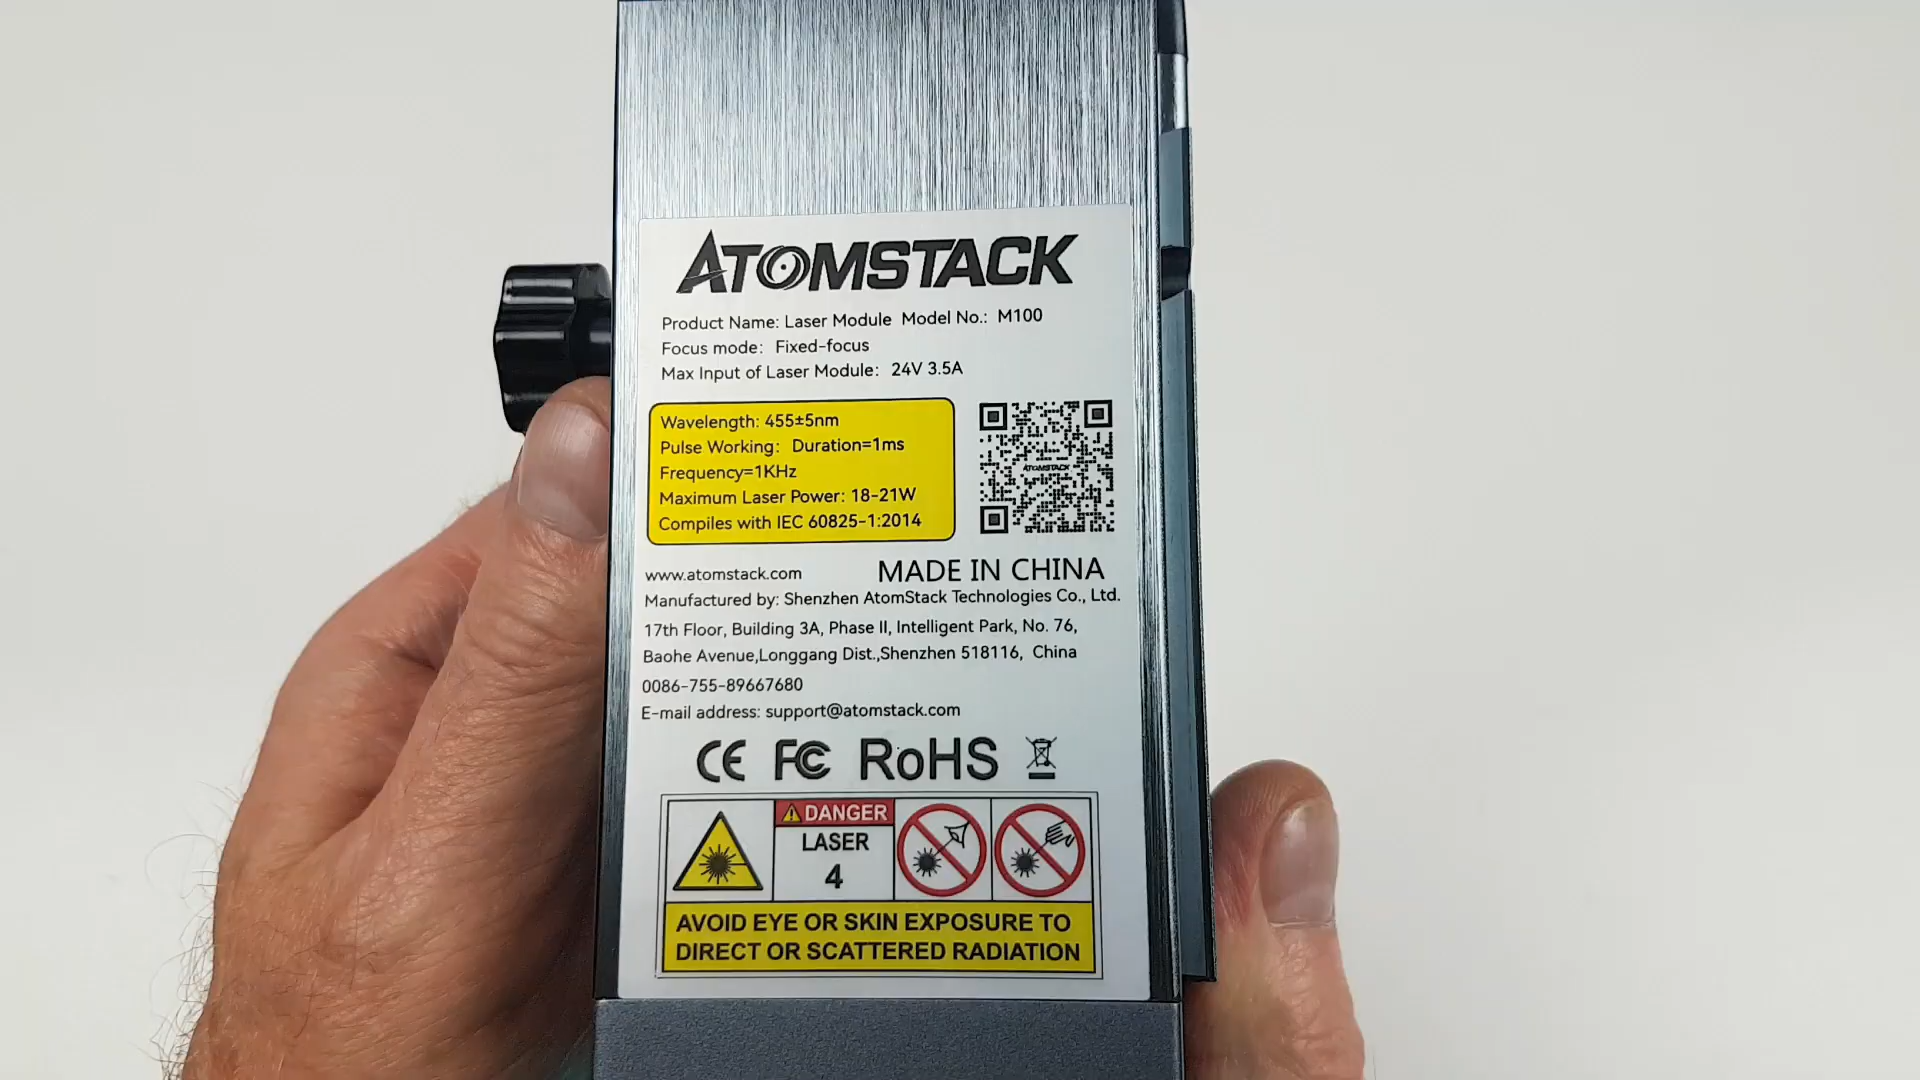 ATOMSTACK
Product Name: Laser Module Model No.: M100
Focus mode: Fixed-focus
Max Input of Laser Module: 24V 3.5A
Wavelength: 455±5nm
Pulse Working: Duration=1ms
Frequency=1KHz
Maximum Laser Power: 18-21W
Compiles with IEC 60825-1:2014
ATOMSTACK
www.atomstack.com MADE IN CHINA
Manufactured by: Shenzhen AtomStack Technologies Co., Ltd.
17th Floor, Building 3A, Phase II, Intelligent Park, No. 76,
Baohe Avenue,Longgang Dist.,Shenzhen 518116, China
0086-755-89667680
E-mail address: support@atomstack.com
CE FC RoHS
DANGER
LASER
4
AVOID EYE OR SKIN EXPOSURE TO
DIRECT OR SCATTERED RADIATION